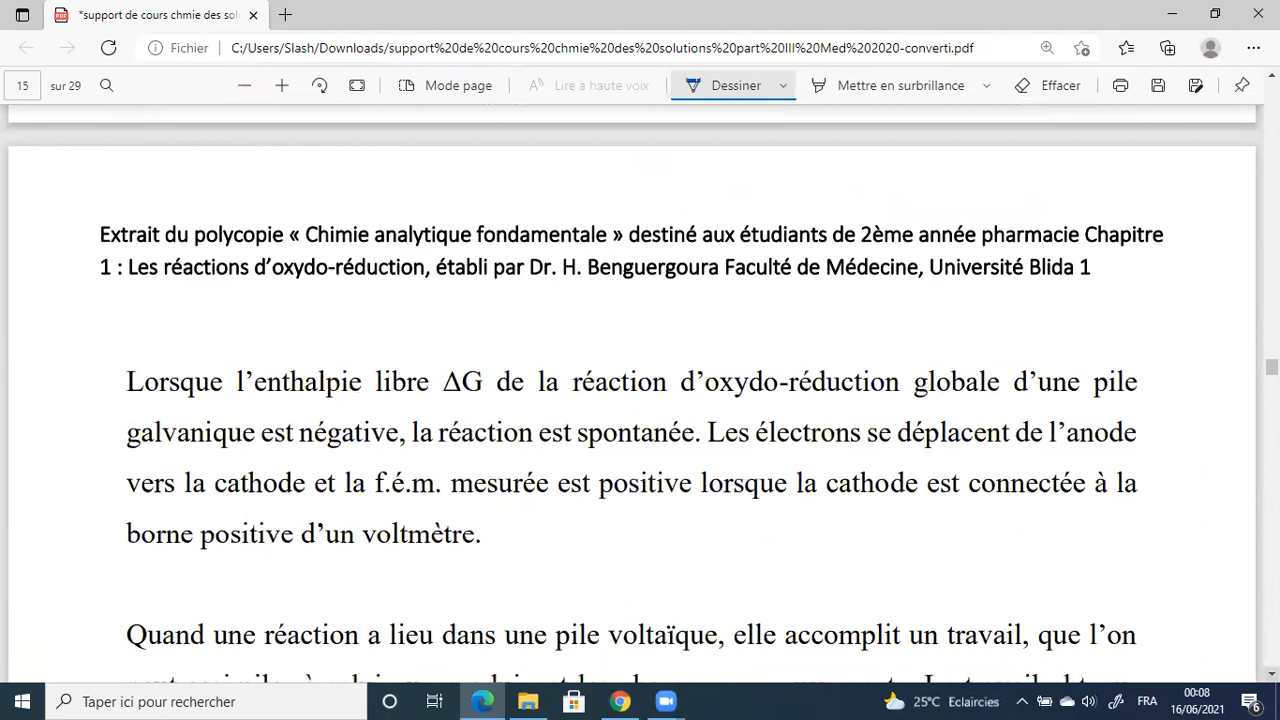 *support de cours chmie des solu
Fichier
C:/Users/Slash/Downloads/support%20de%20cours%20chmie%20des%20solutions%20part%20III%20Med%202020-converti.pdf
15 sur 29
Mode page
Lire à haute voix
Dessiner
Mettre en surbrillance
Effacer
Extrait du polycopie « Chimie analytique fondamentale » destiné aux étudiants de 2ème année pharmacie Chapitre
1 : Les réactions d’oxydo-réduction, établi par Dr. H. Benguergoura Faculté de Médecine, Université Blida 1
Lorsque l’enthalpie libre ΔG de la réaction d’oxydo-réduction globale d’une pile
galvanique est négative, la réaction est spontanée. Les électrons se déplacent de l’anode
vers la cathode et la f.é.m. mesurée est positive lorsque la cathode est connectée à la
borne positive d’un voltmètre.
Quand une réaction a lieu dans une pile voltaïque, elle accomplit un travail, que l’on
Taper ici pour rechercher
25°C Eclaircies
FRA
00:08
16/06/2021
6